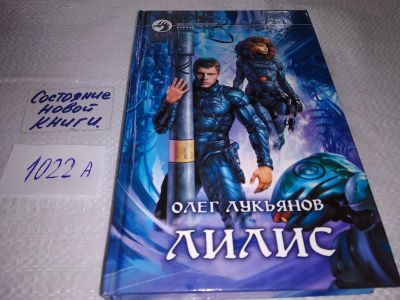 Состояние
новой
книги.
1022 А
ОЛЕГ ЛУКЬЯНОВ
ЛИЛИС